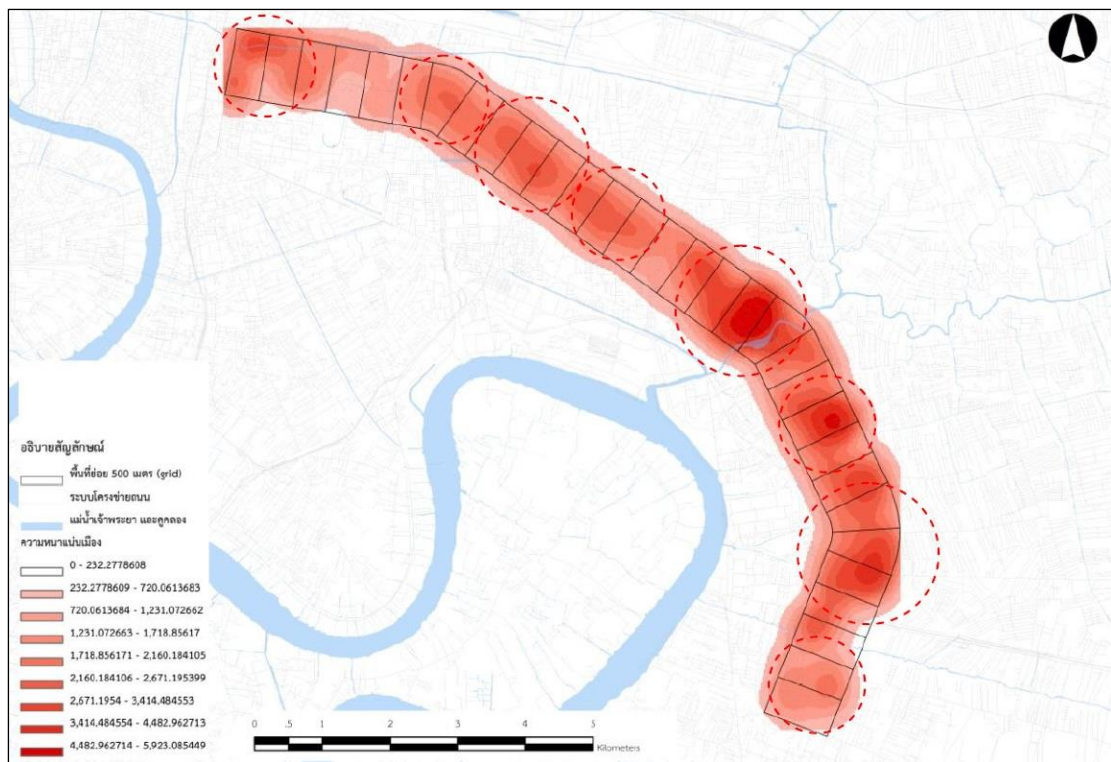 อธิบายสัญลักษณ์
พื้นที่ย่อย 500 เมตร (grid)
ระบบโครงข่ายถนน
แม่น้ำเจ้าพระยา และคูคลอง
ความหนาแน่นเมือง
0 - 232.2778608
232.2778609 - 720.0613683
720.0613684 - 1,231.072662
1,231.072663 - 1,718.85617
1,718.856171 - 2,160.184105
2,160.184106 - 2,671.195399
2,671.1954 - 3,414.484553
3,414.484554 - 4,482.962713
4,482.962714 - 5,923.085449
0 .5 1 2 3 4 5
Kilometers